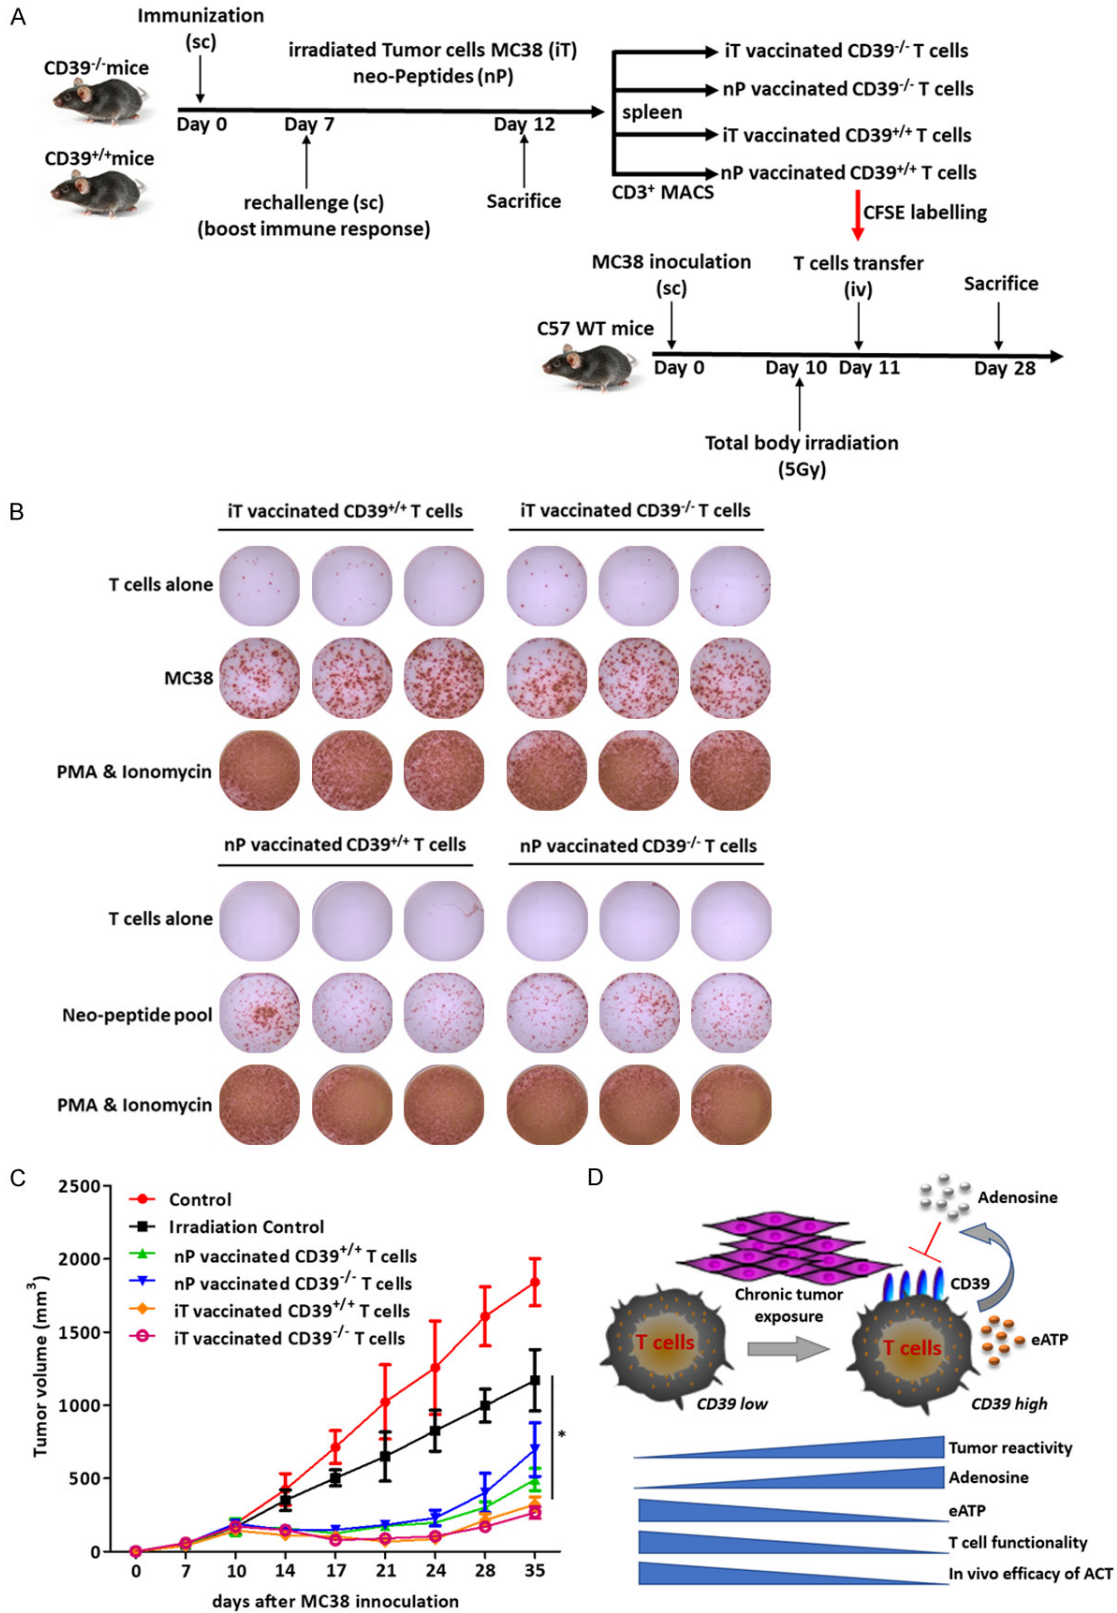 A
Immunization
(sc)
irradiated Tumor cells MC38 (iT)
neo-Peptides (nP)
CD39-/-mice
CD39+/+mice
Day 0
Day 7
Day 12
rechallenge (sc)
(boost immune response)
Sacrifice
spleen
CD3+ MACS
iT vaccinated CD39-/- T cells
nP vaccinated CD39-/- T cells
iT vaccinated CD39+/+ T cells
nP vaccinated CD39+/+ T cells
CFSE labelling
MC38 inoculation
(sc)
T cells transfer
(iv)
Sacrifice
C57 WT mice
Day 0
Day 10
Day 11
Day 28
Total body irradiation
(5Gy)
B
iT vaccinated CD39+/+ T cells
iT vaccinated CD39-/- T cells
T cells alone
MC38
PMA & Ionomycin
nP vaccinated CD39+/+ T cells
nP vaccinated CD39-/- T cells
T cells alone
Neo-peptide pool
PMA & Ionomycin
C
Tumor volume (mm3)
2500
2000
1500
1000
500
0
Control
Irradiation Control
nP vaccinated CD39+/+ T cells
nP vaccinated CD39-/- T cells
iT vaccinated CD39+/+ T cells
iT vaccinated CD39-/- T cells
*
0 7 10 14 17 21 24 28 35
days after MC38 innoculation
D
Adenosine
CD39
Chronic tumor
exposure
eATP
T cells
T cells
CD39 low
CD39 high
Tumor reactivity
Adenosine
eATP
T cell functionality
In vivo efficacy of ACT